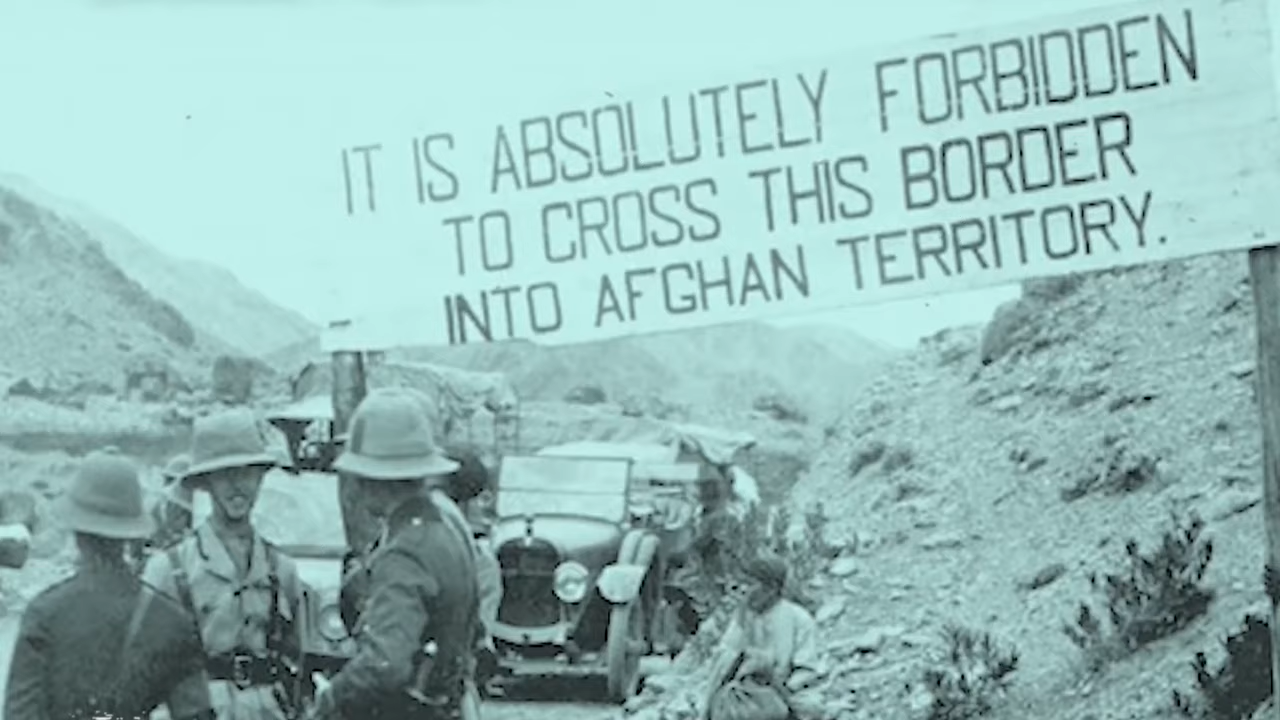 IT IS ABSOLUTELY FORBIDDEN
TO CROSS THIS BORDER
INTO AFGHAN TERRITORY.